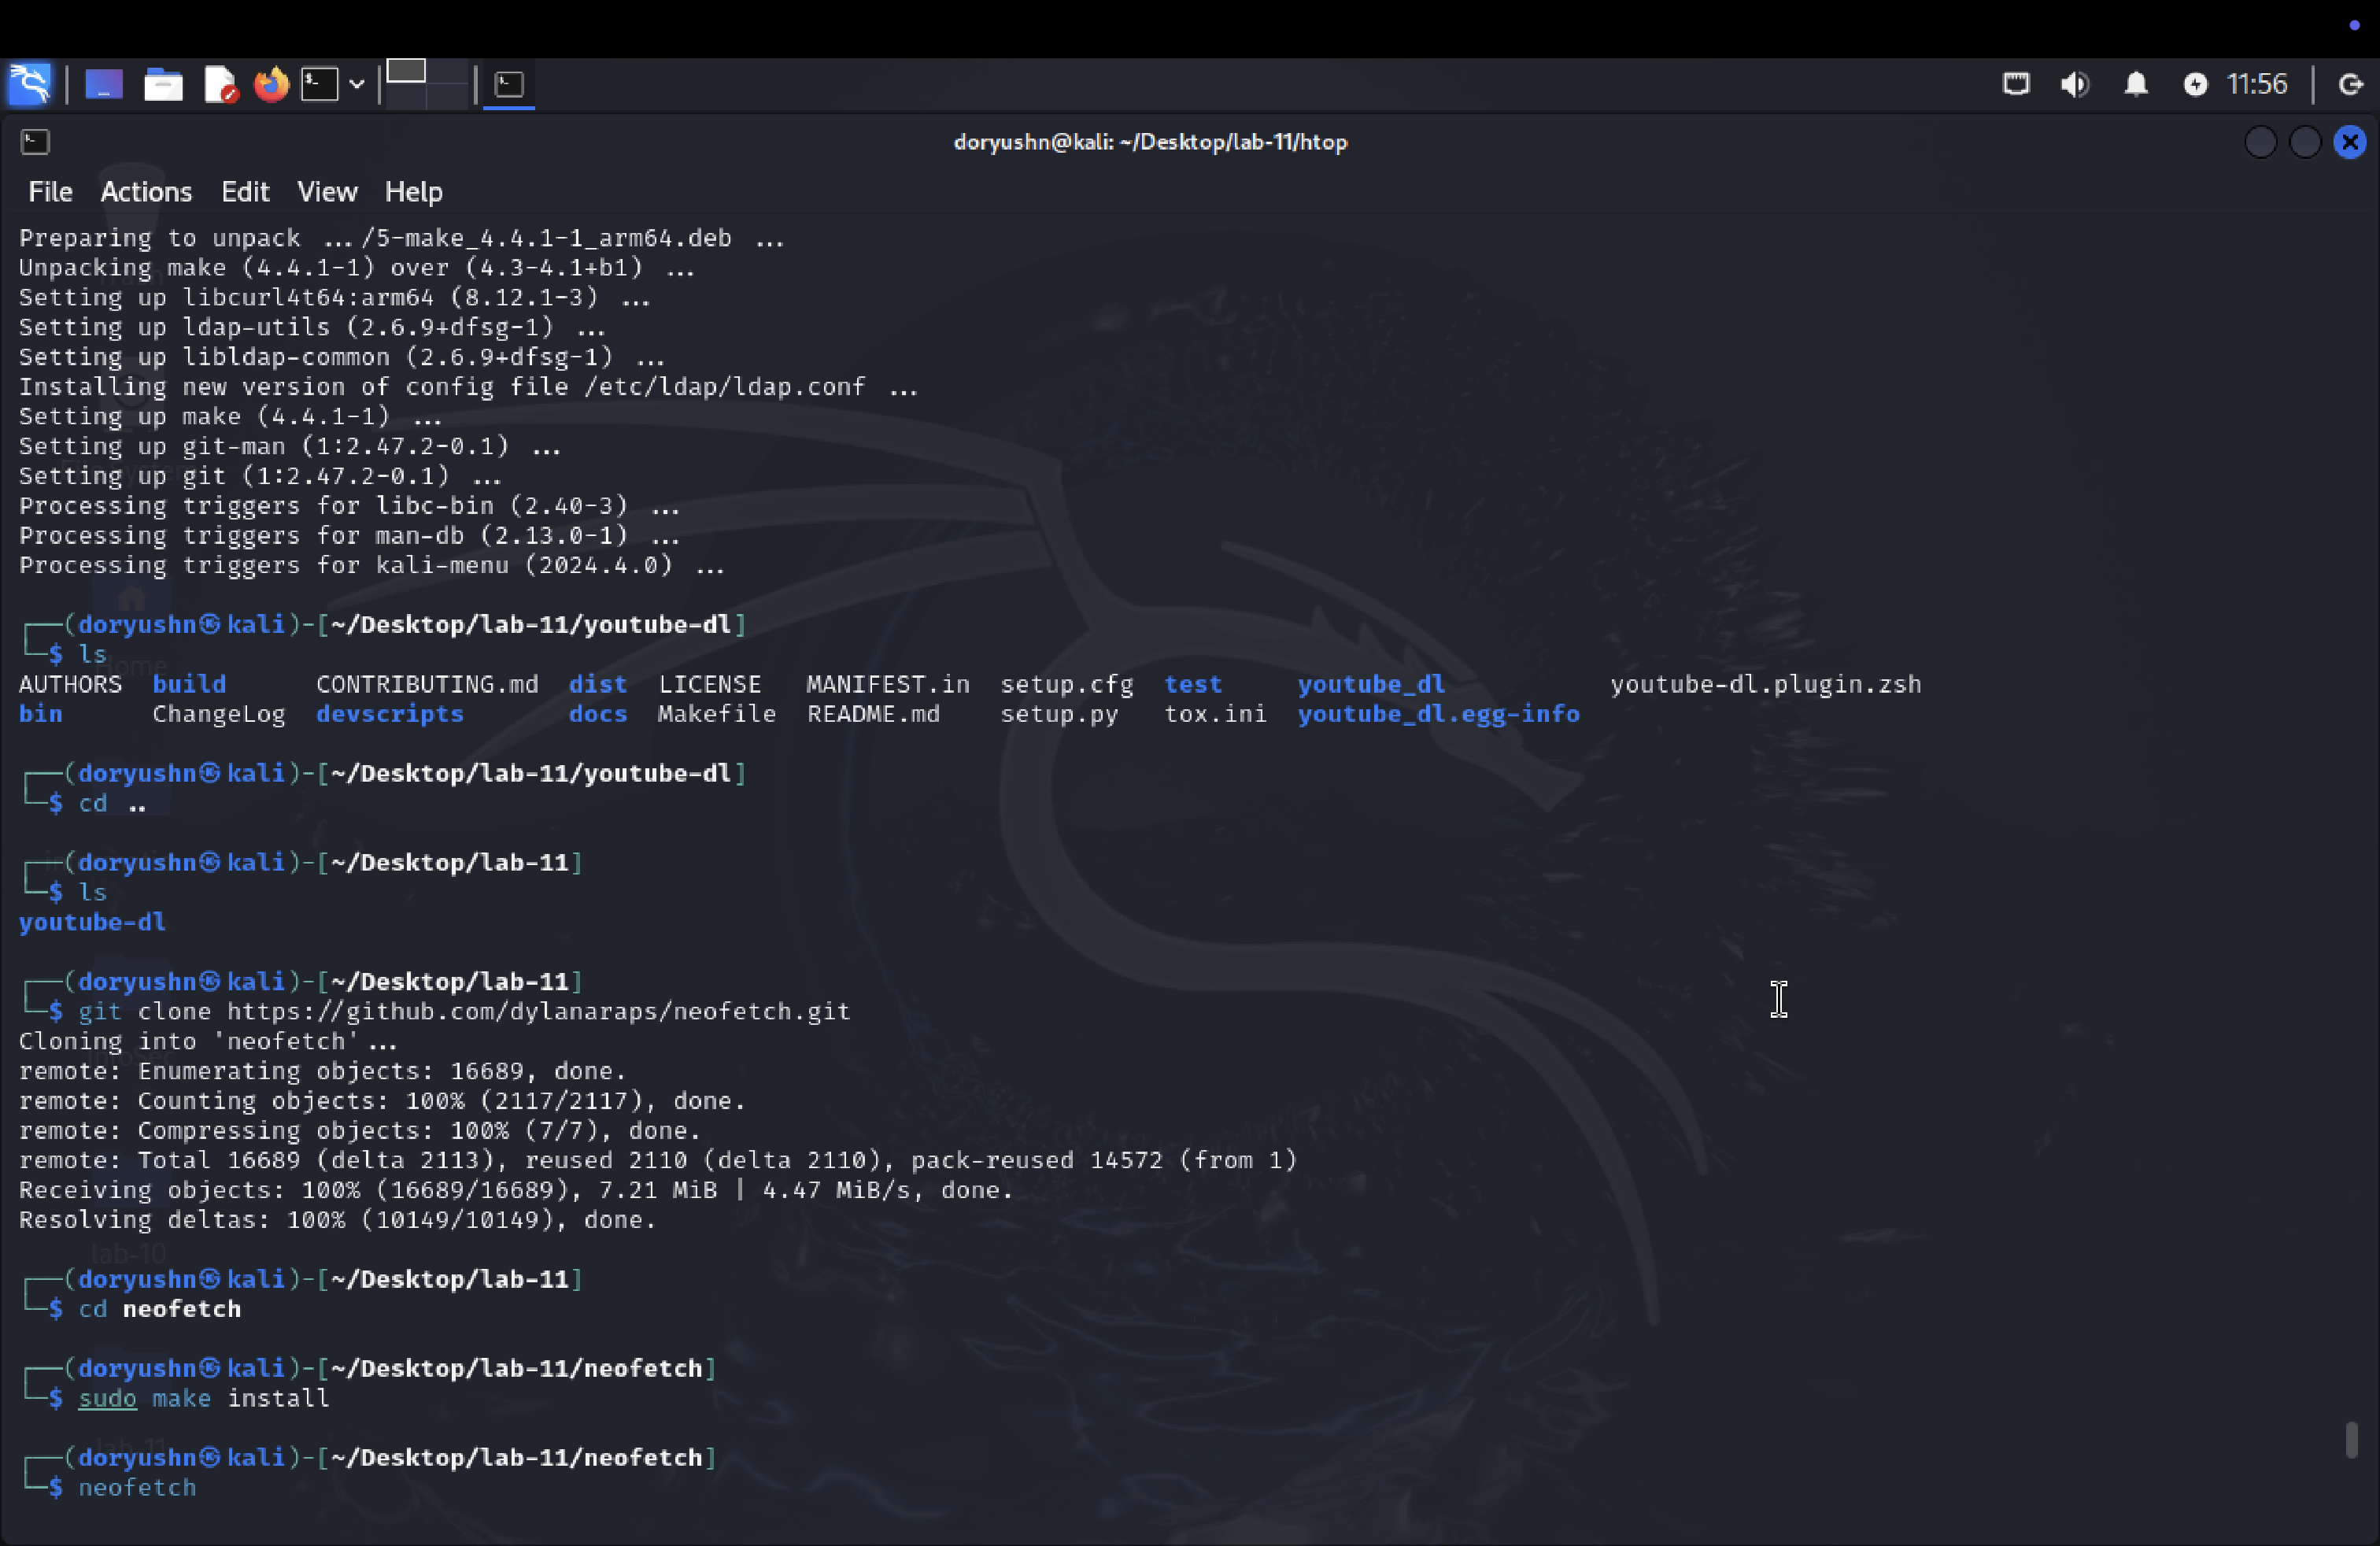 11:56
doryushn@kali: ~/Desktop/lab-11/htop
File Actions Edit View Help
Preparing to unpack .../5-make_4.4.1-1_arm64.deb ...
Unpacking make (4.4.1-1) over (4.3-4.1+b1) ...
Setting up libcurl4t64:arm64 (8.12.1-3) ...
Setting up ldap-utils (2.6.9+dfsg-1) ...
Setting up libldap-common (2.6.9+dfsg-1) ...
Installing new version of config file /etc/ldap/ldap.conf ...
Setting up make (4.4.1-1) ...
Setting up git-man (1:2.47.2-0.1) ...
Setting up git (1:2.47.2-0.1) ...
Processing triggers for libc-bin (2.40-3) ...
Processing triggers for man-db (2.13.0-1) ...
Processing triggers for kali-menu (2024.4.0) ...
┌──(doryushn㉿kali)-[~/Desktop/lab-11/youtube-dl]
└─$ ls
AUTHORS build CONTRIBUTING.md dist LICENSE MANIFEST.in setup.cfg test youtube_dl youtube-dl.plugin.zsh
bin ChangeLog devscripts docs Makefile README.md setup.py tox.ini youtube_dl.egg-info
┌──(doryushn㉿kali)-[~/Desktop/lab-11/youtube-dl]
└─$ cd ..
┌──(doryushn㉿kali)-[~/Desktop/lab-11]
└─$ ls
youtube-dl
┌──(doryushn㉿kali)-[~/Desktop/lab-11]
└─$ git clone https://github.com/dylanaraps/neofetch.git
Cloning into 'neofetch'...
remote: Enumerating objects: 16689, done.
remote: Counting objects: 100% (2117/2117), done.
remote: Compressing objects: 100% (7/7), done.
remote: Total 16689 (delta 2113), reused 2110 (delta 2110), pack-reused 14572 (from 1)
Receiving objects: 100% (16689/16689), 7.21 MiB | 4.47 MiB/s, done.
Resolving deltas: 100% (10149/10149), done.
┌──(doryushn㉿kali)-[~/Desktop/lab-11]
└─$ cd neofetch
┌──(doryushn㉿kali)-[~/Desktop/lab-11/neofetch]
└─$ sudo make install
┌──(doryushn㉿kali)-[~/Desktop/lab-11/neofetch]
└─$ neofetch
Home
lab-10
lab-11